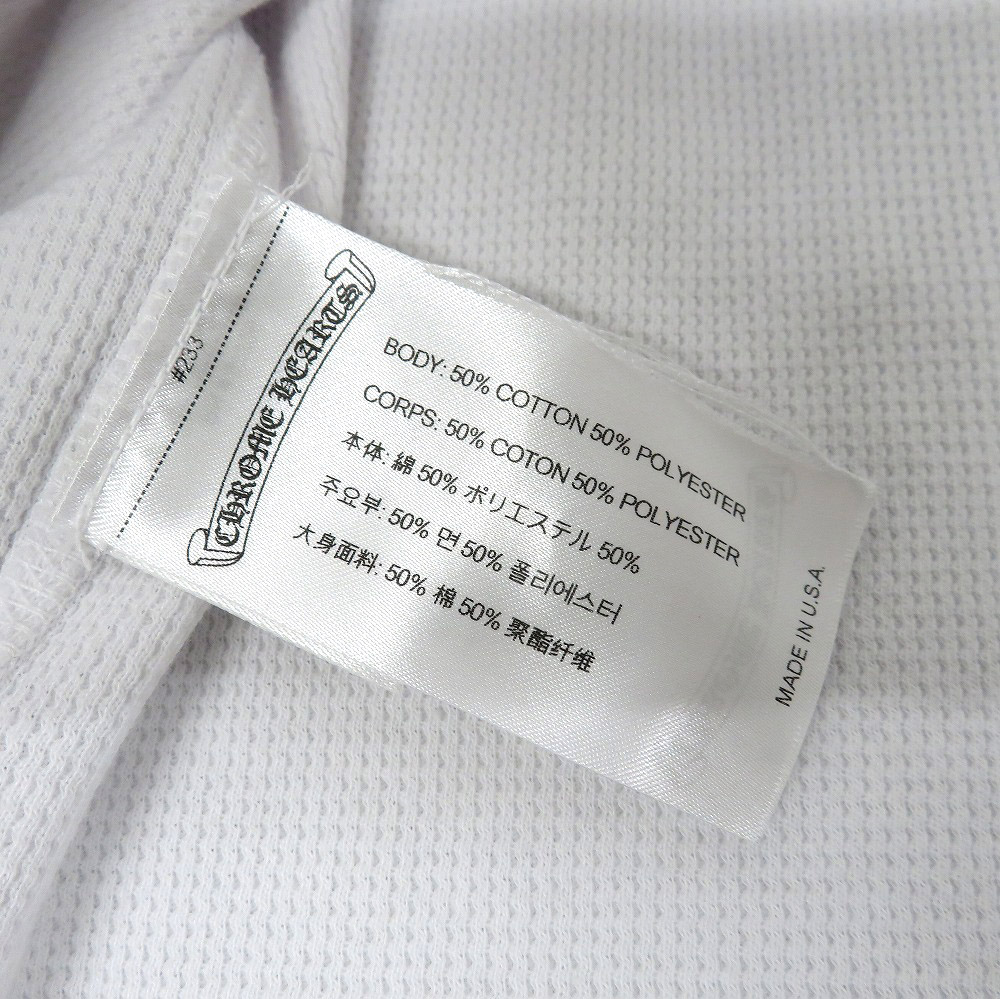 #233
CHROME HEARTS
BODY: 50% COTTON 50% POLYESTER
CORPS: 50% COTON 50% POLYESTER
本体: 綿 50% ポリエステル 50%
주요부: 50% 면 50% 폴리에스터
大身面料: 50% 棉 50% 聚酯纤维
MADE IN U.S.A.